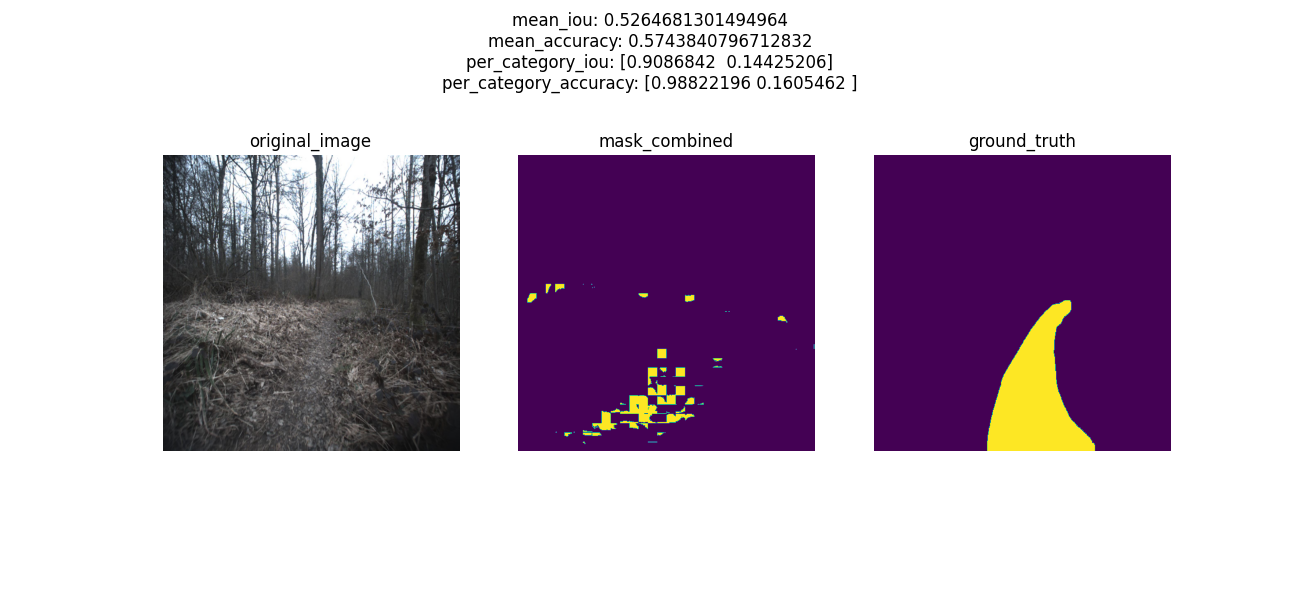 mean_iou: 0.5264681301494964
mean_accuracy: 0.5743840796712832
per_category_iou: [0.9086842  0.14425206]
per_category_accuracy: [0.98822196 0.1605462 ]
original_image
mask_combined
ground_truth